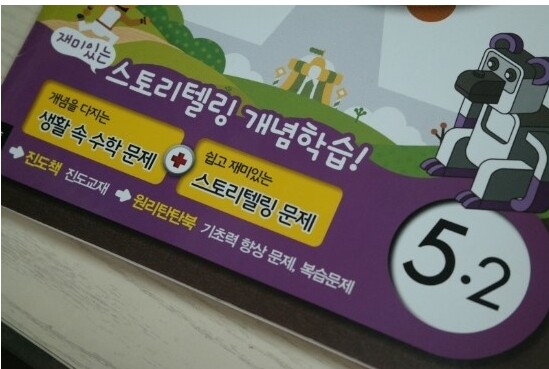 재미있는
스토리텔링 개념학습!
개념을 다지는
생활 속 수학 문제
쉽고 재미있는
스토리텔링 문제
진도책 진도교재
원리탄탄북 기초력 향상 문제, 복습문제
5·2